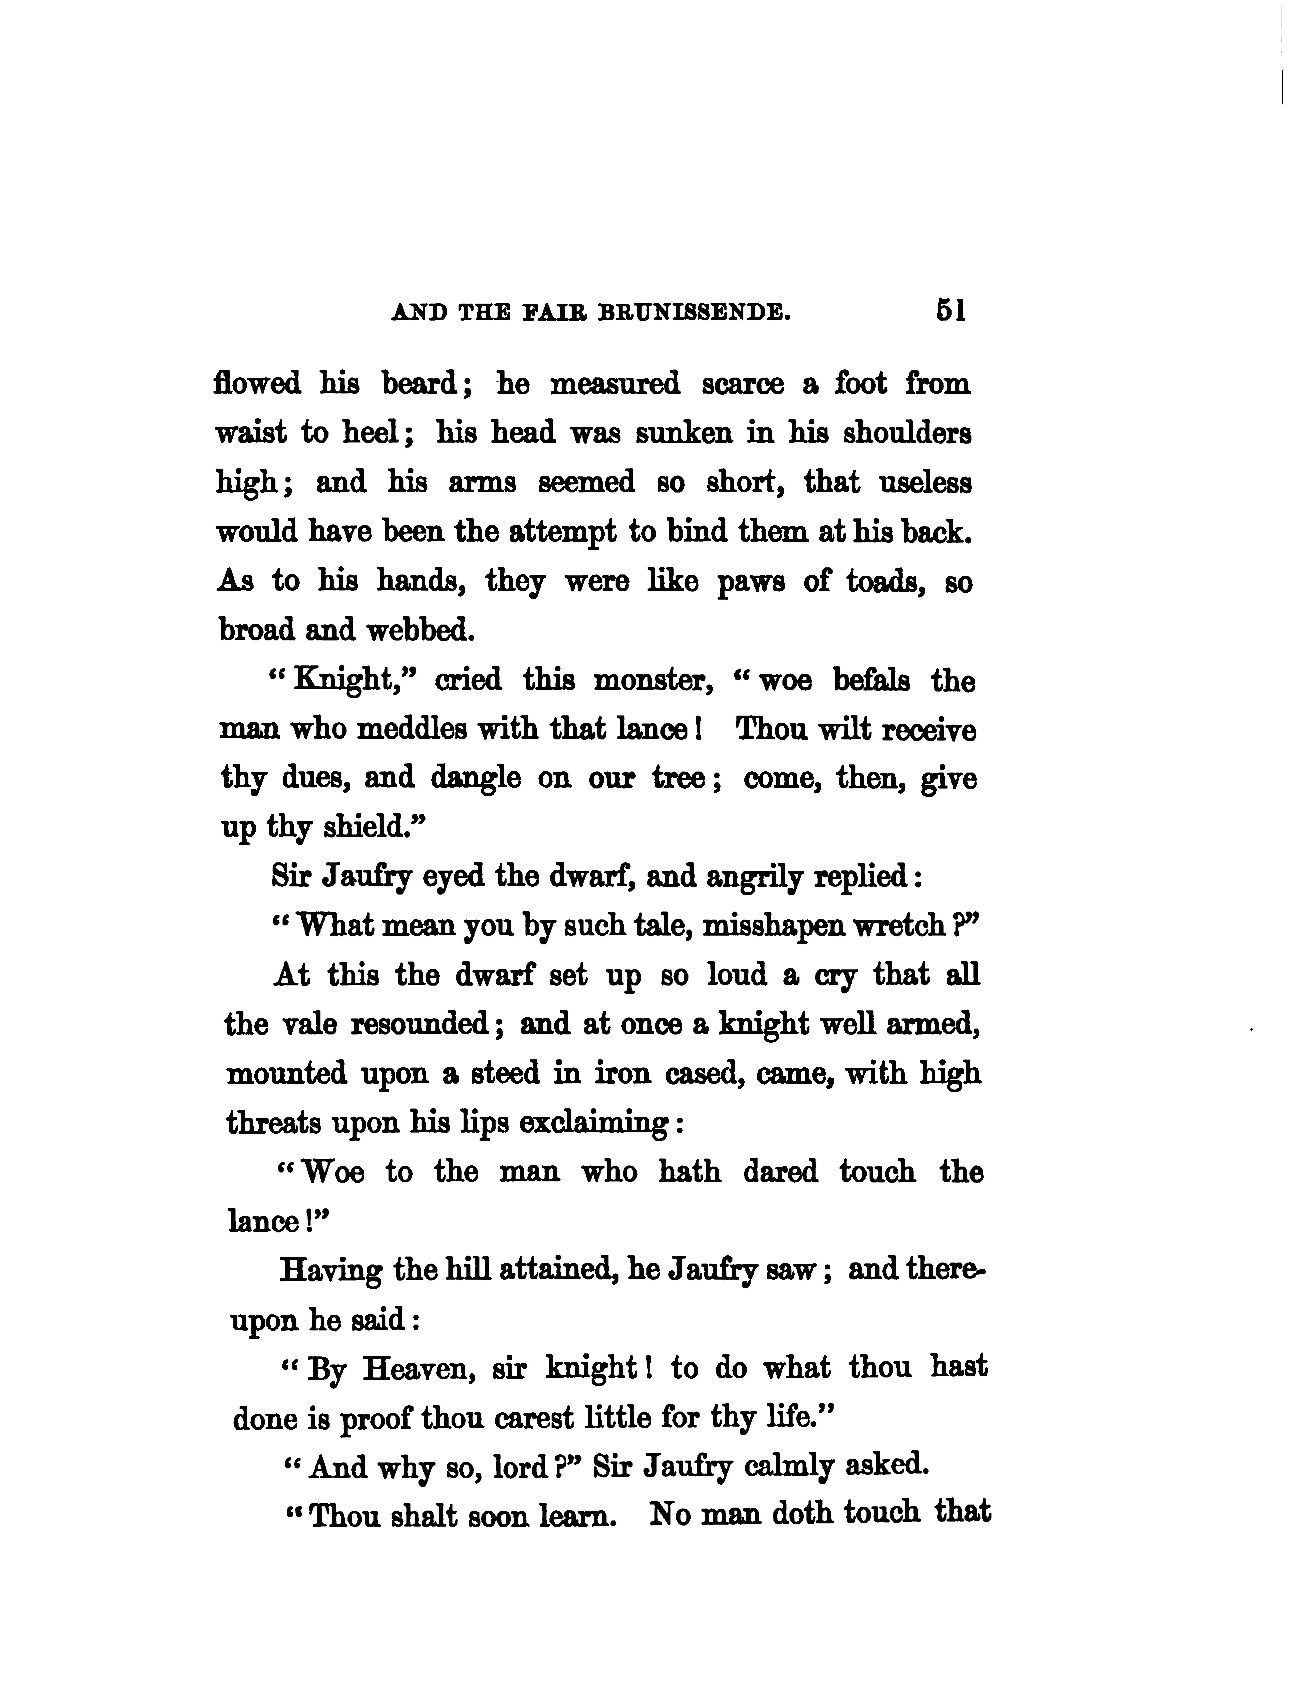 AND THE FAIR BRUNISSENDE. 51
flowed his beard; he measured scarce a foot from
waist to heel; his head was sunken in his shoulders
high; and his arms seemed so short, that useless
would have been the attempt to bind them at his back.
As to his hands, they were like paws of toads, so
broad and webbed.
“Knight,” cried this monster, “woe befals the
man who meddles with that lance! Thou wilt receive
thy dues, and dangle on our tree; come, then, give
up thy shield.”
Sir Jaufry eyed the dwarf, and angrily replied:
“What mean you by such tale, misshapen wretch?”
At this the dwarf set up so loud a cry that all
the vale resounded; and at once a knight well armed,
mounted upon a steed in iron cased, came, with high
threats upon his lips exclaiming:
“Woe to the man who hath dared touch the
lance!”
Having the hill attained, he Jaufry saw; and there-
upon he said:
“By Heaven, sir knight! to do what thou hast
done is proof thou carest little for thy life.”
“And why so, lord?” Sir Jaufry calmly asked.
“Thou shalt soon learn. No man doth touch that